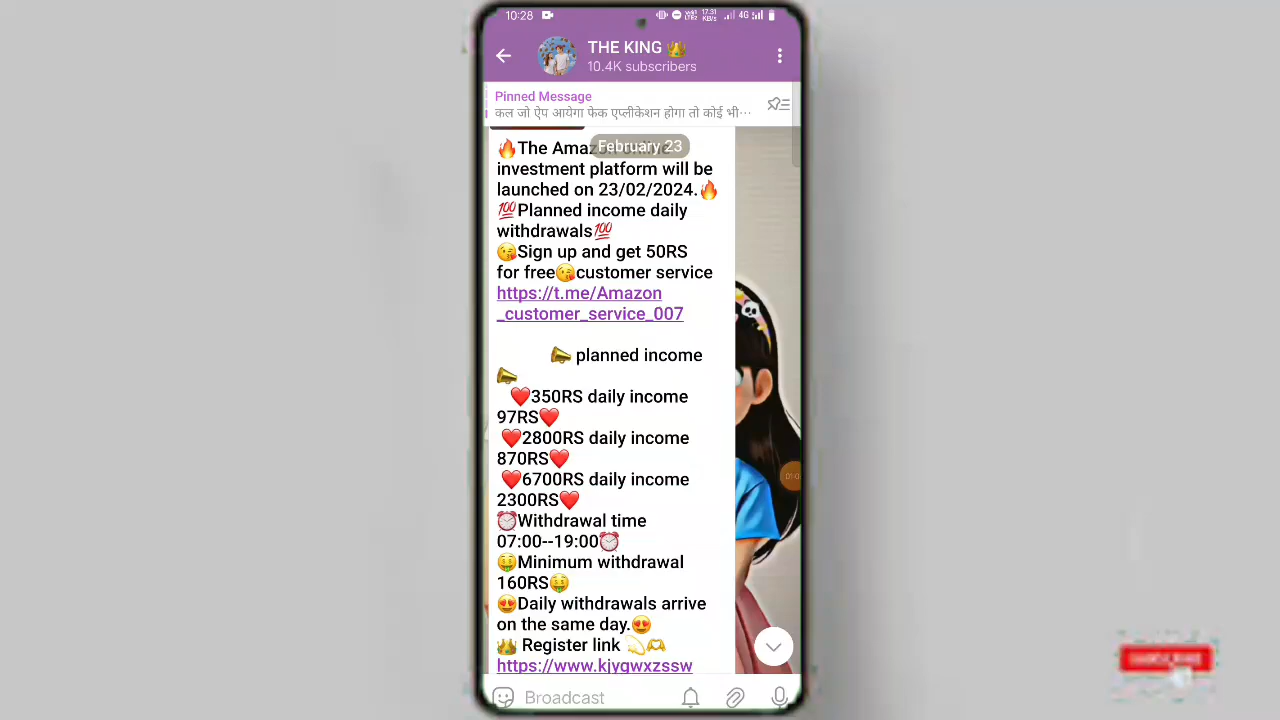 10:28
17.31
KB/s
4G
THE KING 👑
10.4K subscribers
Pinned Message
कल जो ऐप आयेगा फेक एप्लीकेशन होगा तो कोई भी…
February 23
🔥The
investment platform will be
launched on 23/02/2024.🔥
💯Planned income daily
withdrawals💯
😘Sign up and get 50RS
for free😘customer service
https://t.me/Amazon
_customer_service_007
📣 planned income
📣
❤️350RS daily income
97RS❤️
❤️2800RS daily income
870RS❤️
❤️6700RS daily income
2300RS❤️
⏰Withdrawal time
07:00--19:00⏰
🤑Minimum withdrawal
160RS🤑
😍Daily withdrawals arrive
on the same day.😍
👑 Register link 💫🫶
https://www.kjygwxzssw
Broadcast